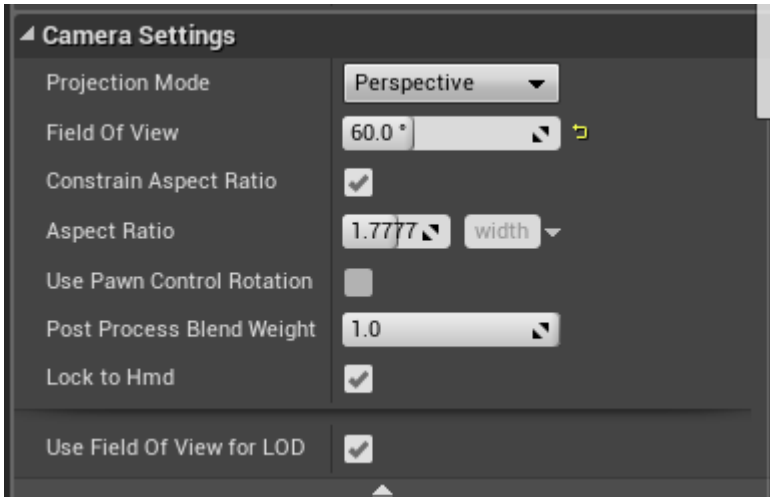 Camera Settings
Projection Mode Perspective
Field Of View 60.0 °
Constrain Aspect Ratio
Aspect Ratio 1.7777 width
Use Pawn Control Rotation
Post Process Blend Weight 1.0
Lock to Hmd
Use Field Of View for LOD